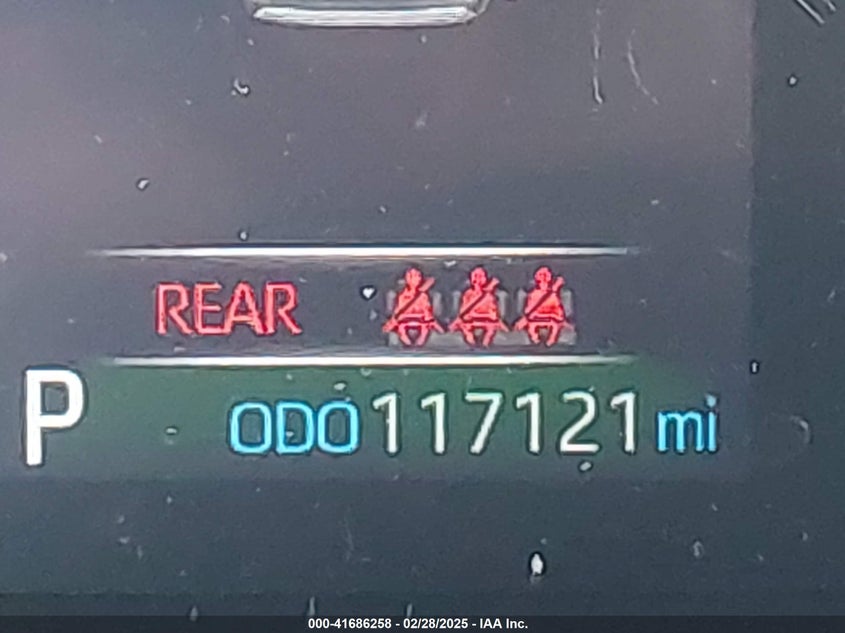 REAR
P ODO 117121 mi
000-41686258 - 02/28/2025 - IAA Inc.